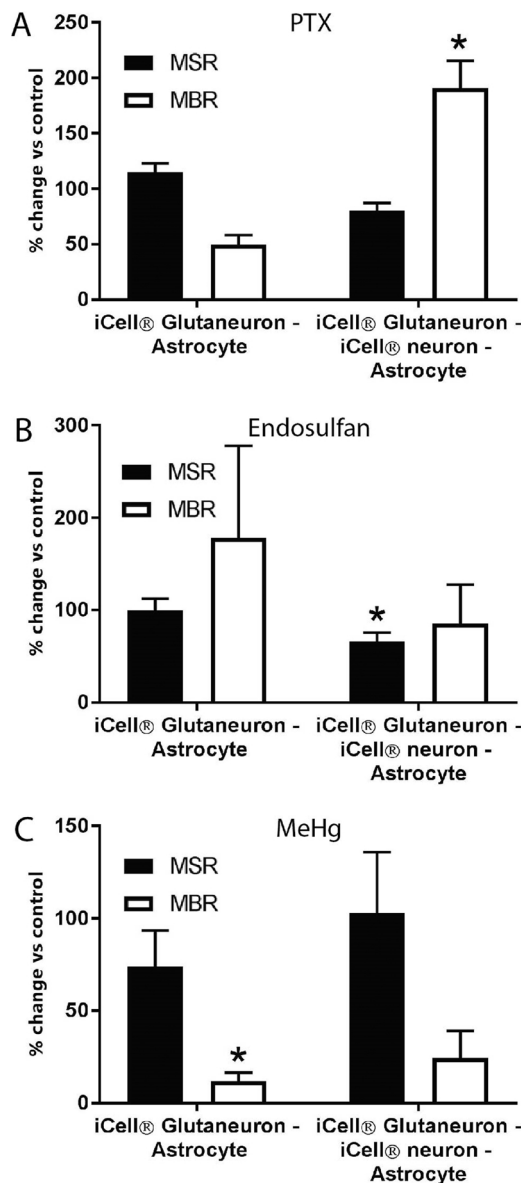 A
PTX
250
200
150
100
50
0
% change vs control
MSR
MBR
*
iCell® Glutaneuron -
Astrocyte
iCell® Glutaneuron -
iCell® neuron -
Astrocyte
B
Endosulfan
300
200
100
0
% change vs control
MSR
MBR
*
iCell® Glutaneuron -
Astrocyte
iCell® Glutaneuron -
iCell® neuron -
Astrocyte
C
MeHg
150
100
50
0
% change vs control
MSR
MBR
*
iCell® Glutaneuron -
Astrocyte
iCell® Glutaneuron -
iCell® neuron -
Astrocyte